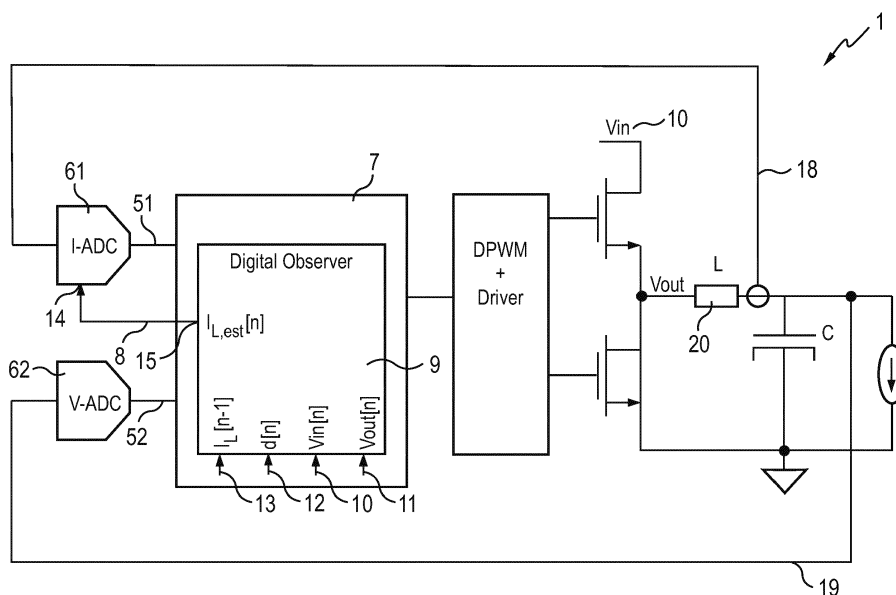 1
Vin
10
18
61
51
7
I-ADC
Digital Observer
DPWM
+
Driver
Vout
L
14
8
15
I_L,est[n]
20
C
9
62
V-ADC
52
I_L[n-1]
d[n]
Vin[n]
Vout[n]
13
12
10
11
19